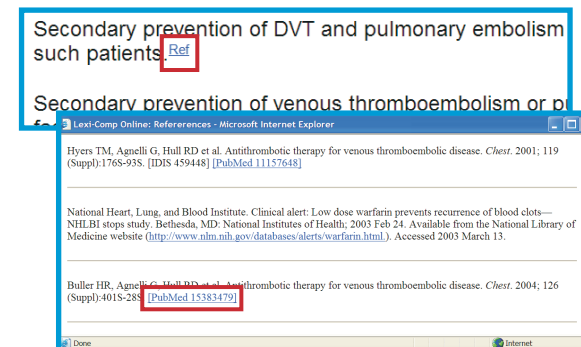 Secondary prevention of DVT and pulmonary embolism
such patients. Ref
Secondary prevention of venous thromboembolism or pu
Lexi-Comp Online: Refererences - Microsoft Internet Explorer
Hyers TM, Agnelli G, Hull RD et al. Antithrombotic therapy for venous thromboembolic disease. Chest. 2001; 119
(Suppl):176S-93S. [IDIS 459448] [PubMed 11157648]
National Heart, Lung, and Blood Institute. Clinical alert: Low dose warfarin prevents recurrence of blood clots—
NHLBI stops study. Bethesda, MD: National Institutes of Health; 2003 Feb 24. Available from the National Library of
Medicine website (http://www.nlm.nih.gov/databases/alerts/warfarin.html.). Accessed 2003 March 13.
Buller HR, Agnelli G, Hull RD et al. Antithrombotic therapy for venous thromboembolic disease. Chest. 2004; 126
(Suppl):401S-28S. [PubMed 15383479]
Done
Internet